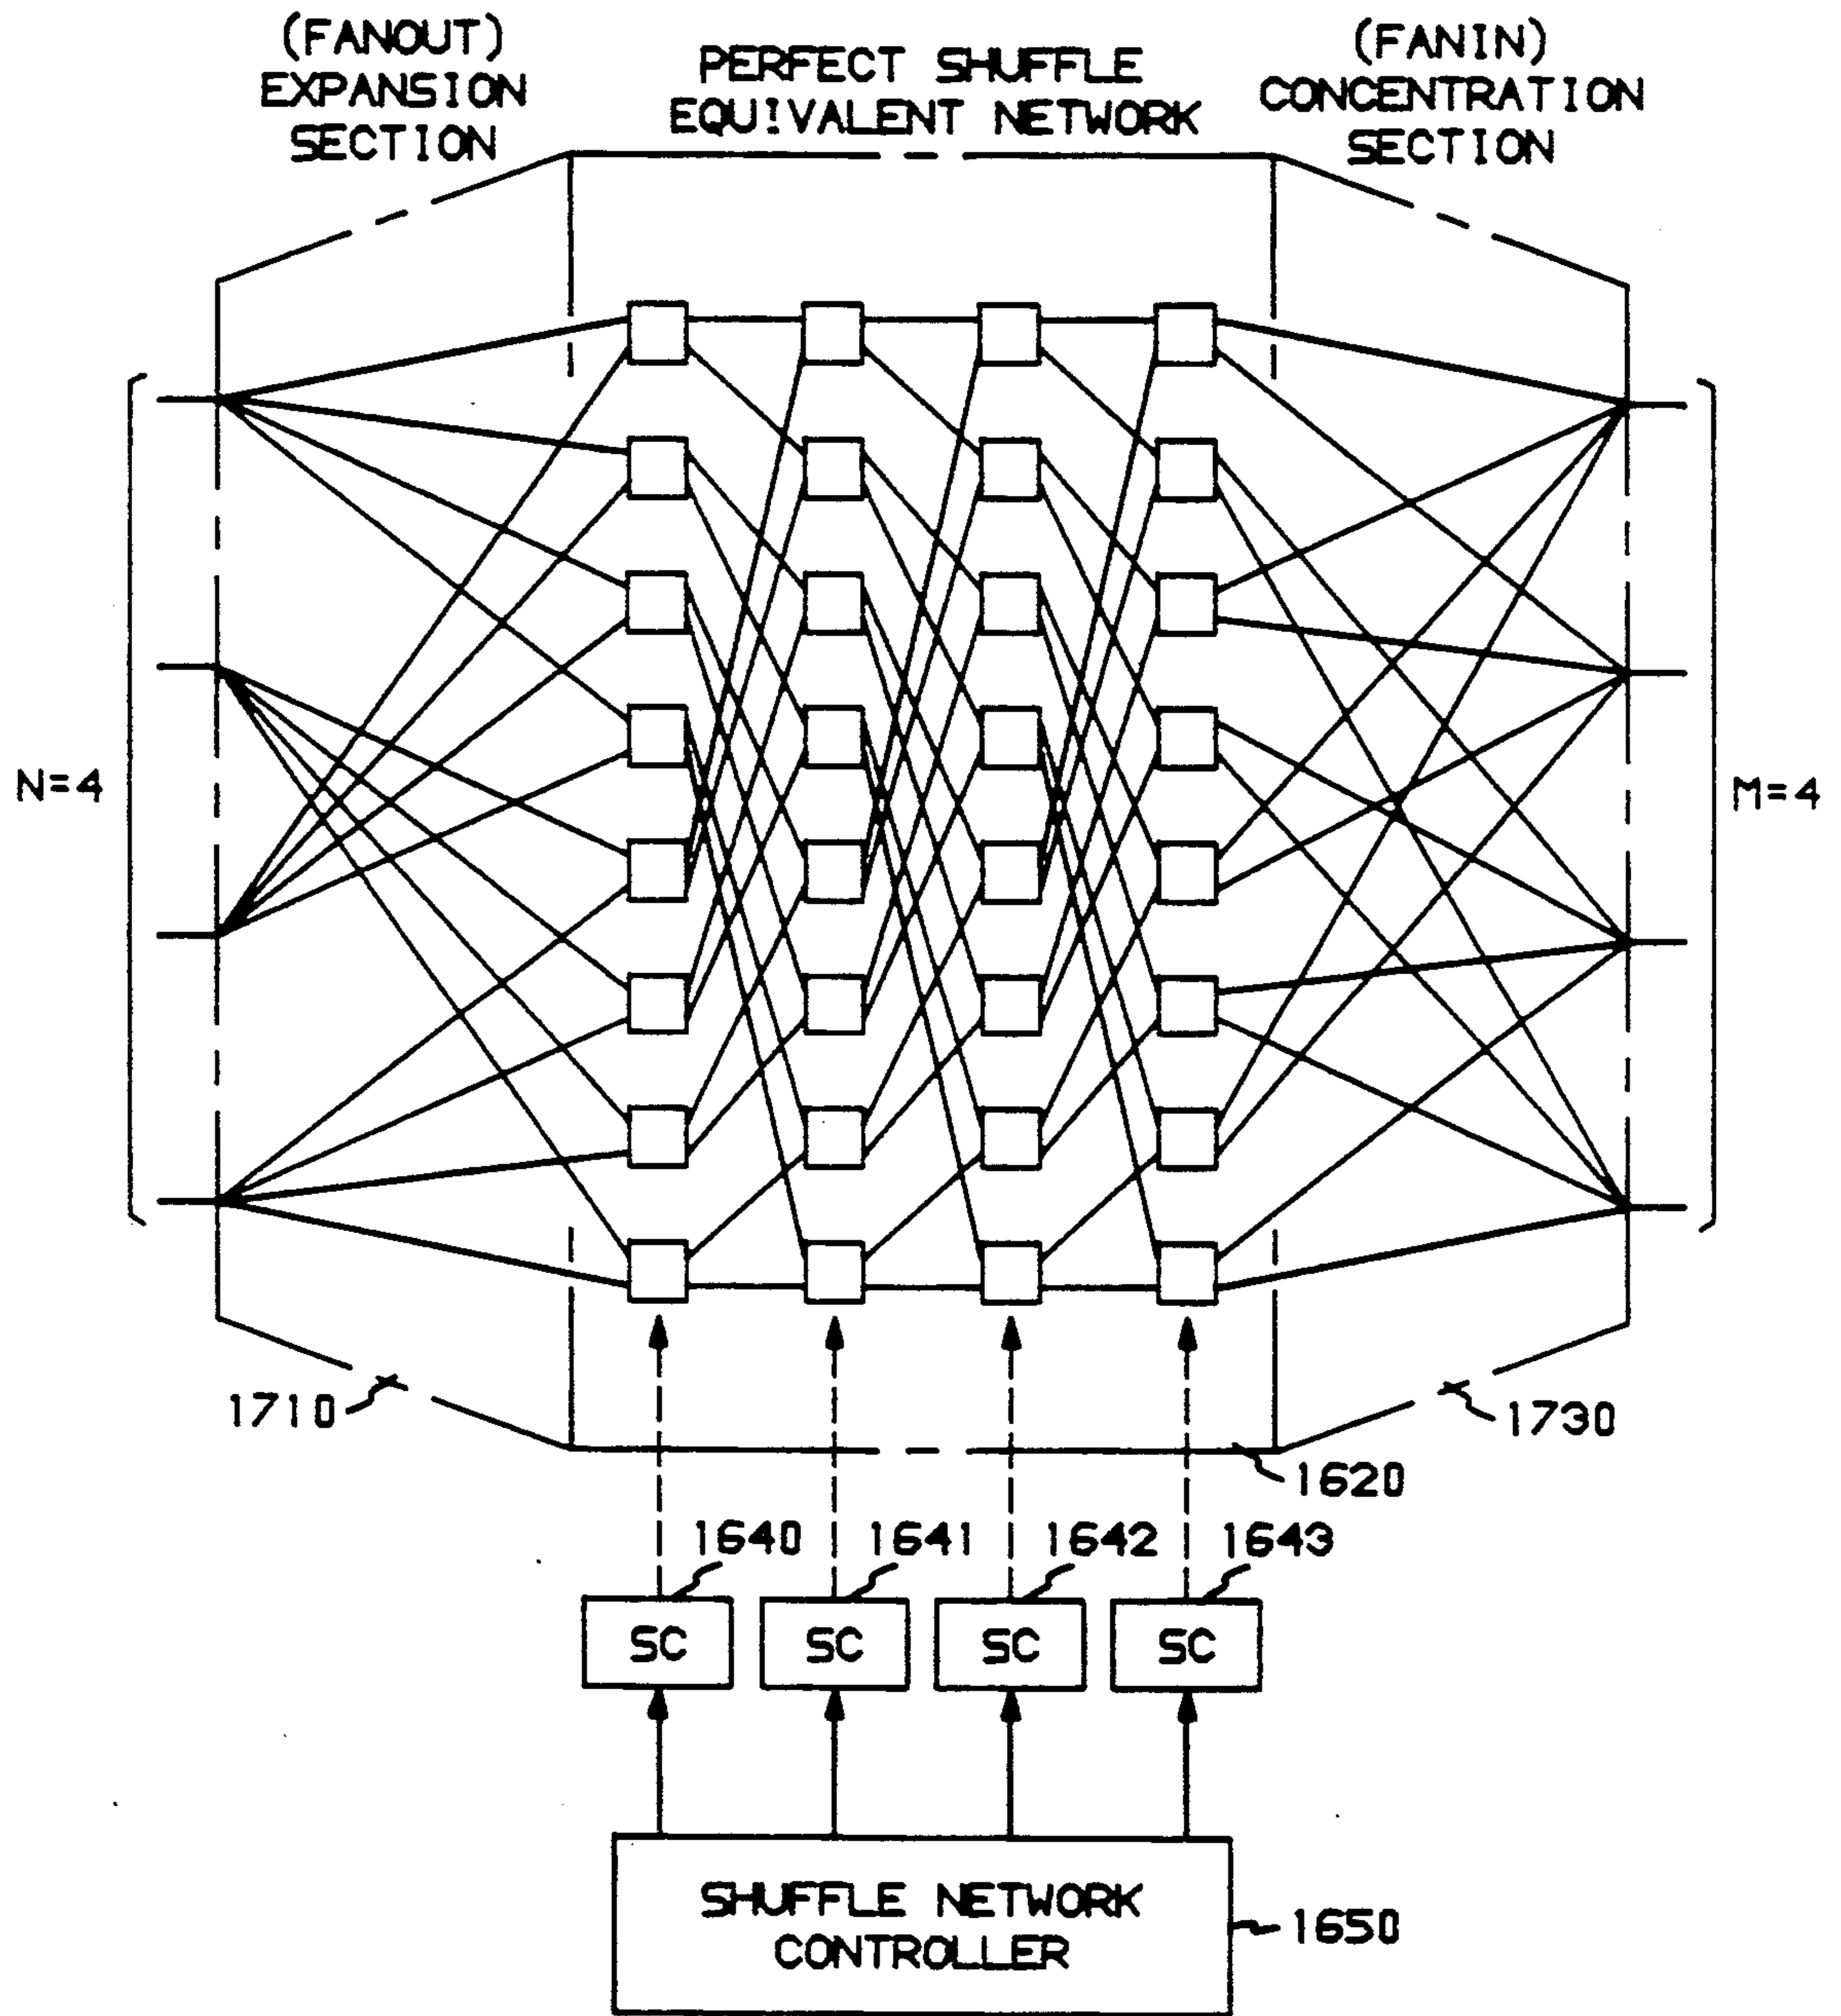 (FANOUT)
EXPANSION
SECTION
PERFECT SHUFFLE
EQUIVALENT NETWORK
(FANIN)
CONCENTRATION
SECTION
N=4
M=4
1710
1730
1620
1640
1641
1642
1643
SC
SC
SC
SC
SHUFFLE NETWORK
CONTROLLER
1650